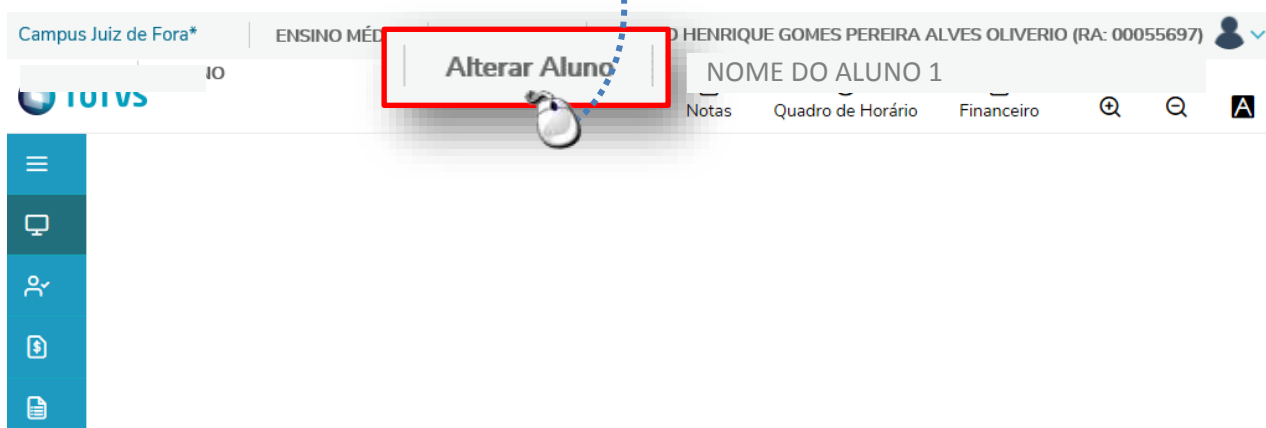 Campus Juiz de Fora* ENSINO MÉD HENRIQUE GOMES PEREIRA ALVES OLIVERIO (RA: 00055697)
Alterar Aluno NOME DO ALUNO 1
TOTVS
Notas Quadro de Horário Financeiro A